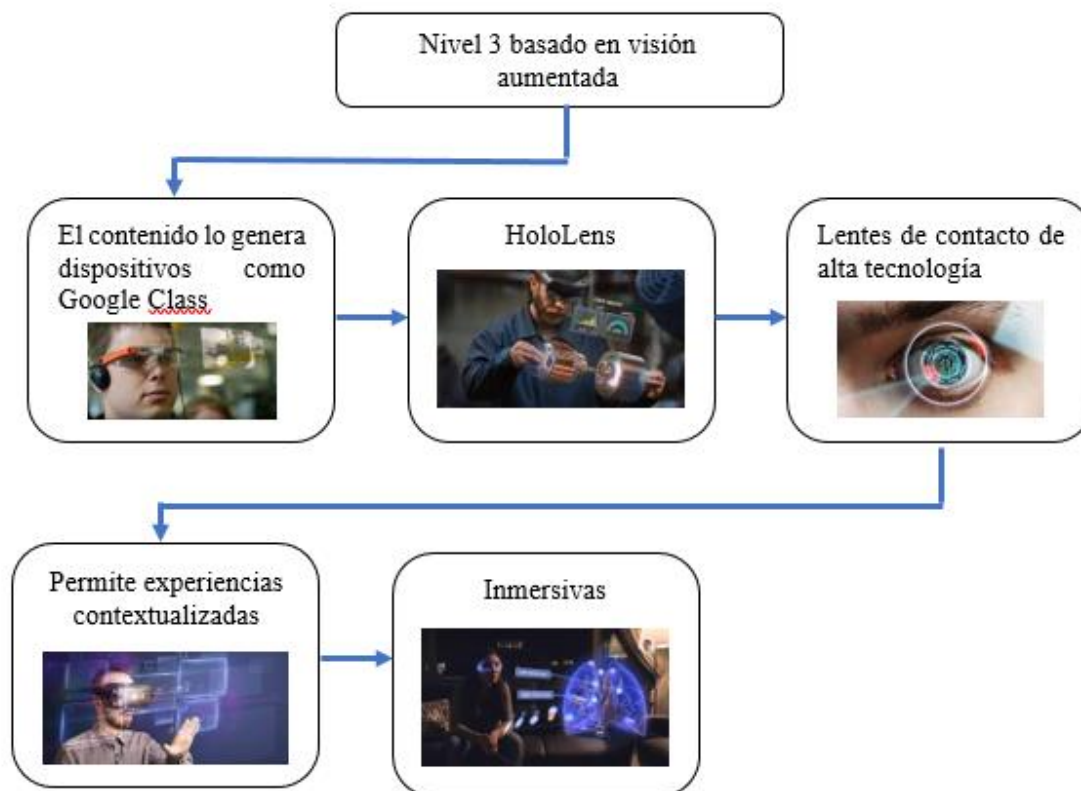 Nivel 3 basado en visión
aumentada
El contenido lo genera
dispositivos como
Google Class
HoloLens
Lentes de contacto de
alta tecnología
Permite experiencias
contextualizadas
Inmersivas